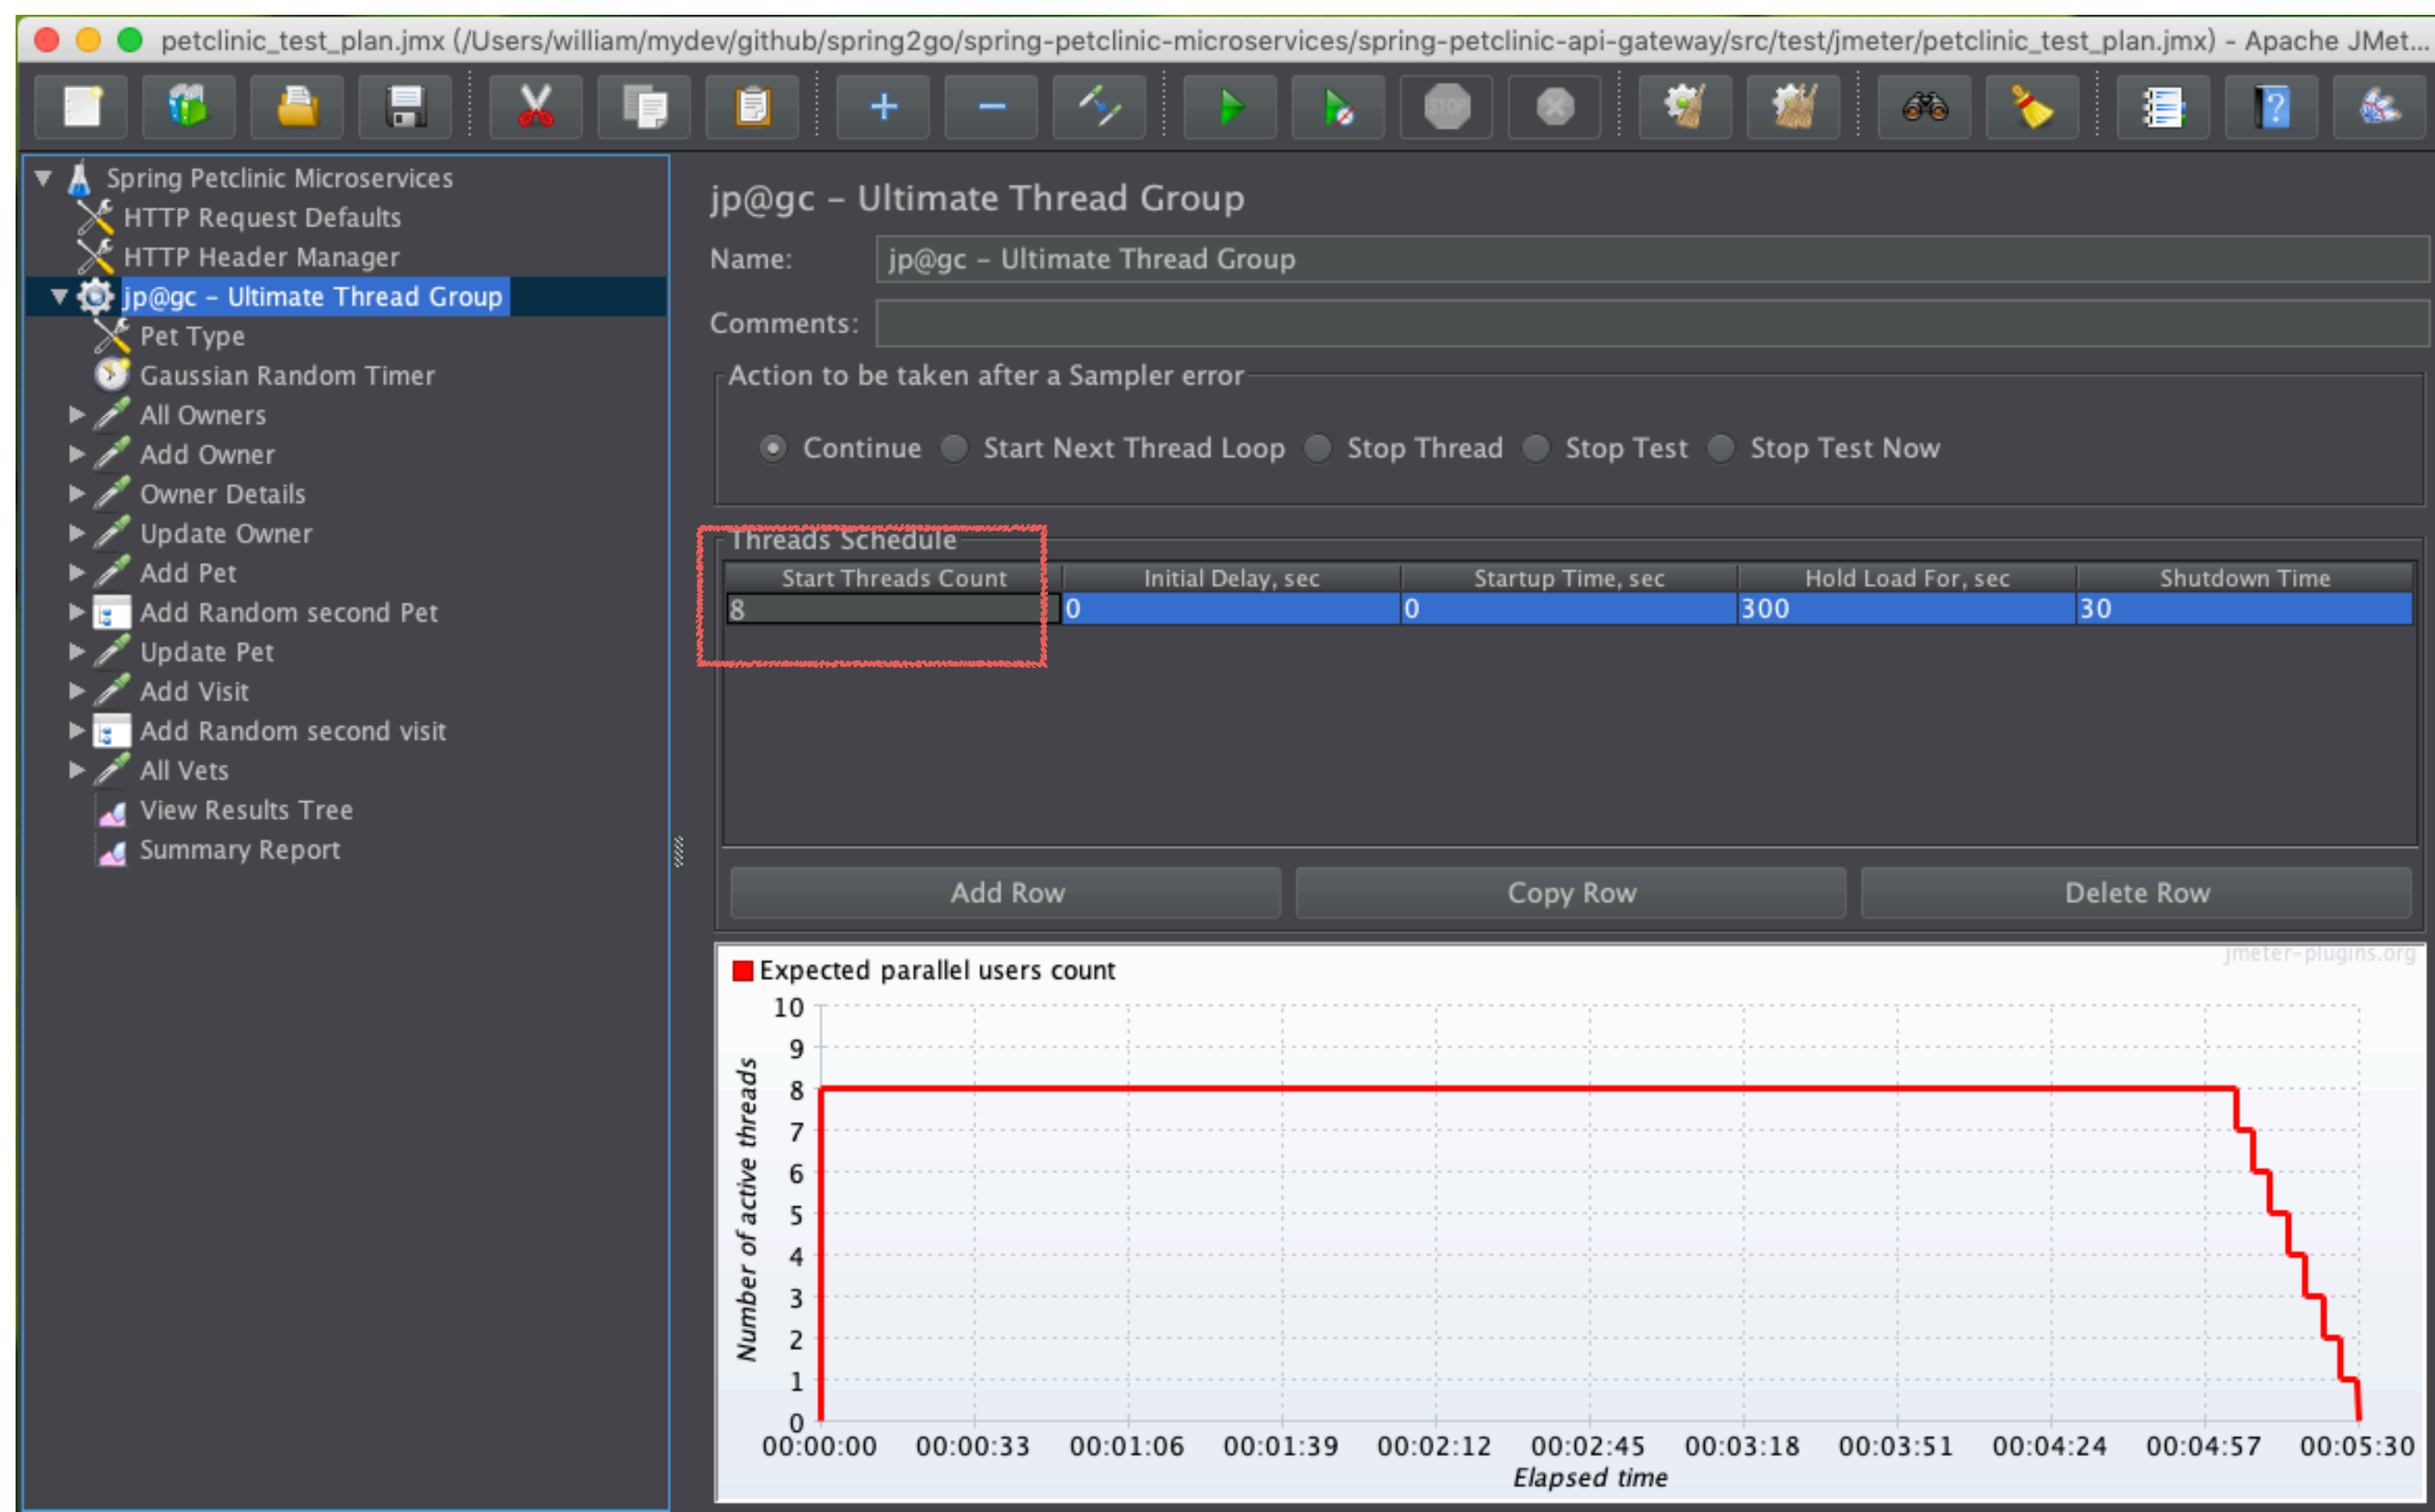 petclinic_test_plan.jmx (/Users/william/mydev/github/spring2go/spring-petclinic-microservices/spring-petclinic-api-gateway/src/test/jmeter/petclinic_test_plan.jmx) - Apache JMet...
STOP
?
Spring Petclinic Microservices
HTTP Request Defaults
HTTP Header Manager
jp@gc - Ultimate Thread Group
Pet Type
Gaussian Random Timer
All Owners
Add Owner
Owner Details
Update Owner
Add Pet
Add Random second Pet
Update Pet
Add Visit
Add Random second visit
All Vets
View Results Tree
Summary Report
jp@gc - Ultimate Thread Group
Name: jp@gc - Ultimate Thread Group
Comments:
Action to be taken after a Sampler error
Continue Start Next Thread Loop Stop Thread Stop Test Stop Test Now
Threads Schedule
Start Threads Count Initial Delay, sec Startup Time, sec Hold Load For, sec Shutdown Time
8 0 0 300 30
Add Row Copy Row Delete Row
jmeter-plugins.org
Expected parallel users count
Number of active threads
10
9
8
7
6
5
4
3
2
1
0
00:00:00 00:00:33 00:01:06 00:01:39 00:02:12 00:02:45 00:03:18 00:03:51 00:04:24 00:04:57 00:05:30
Elapsed time